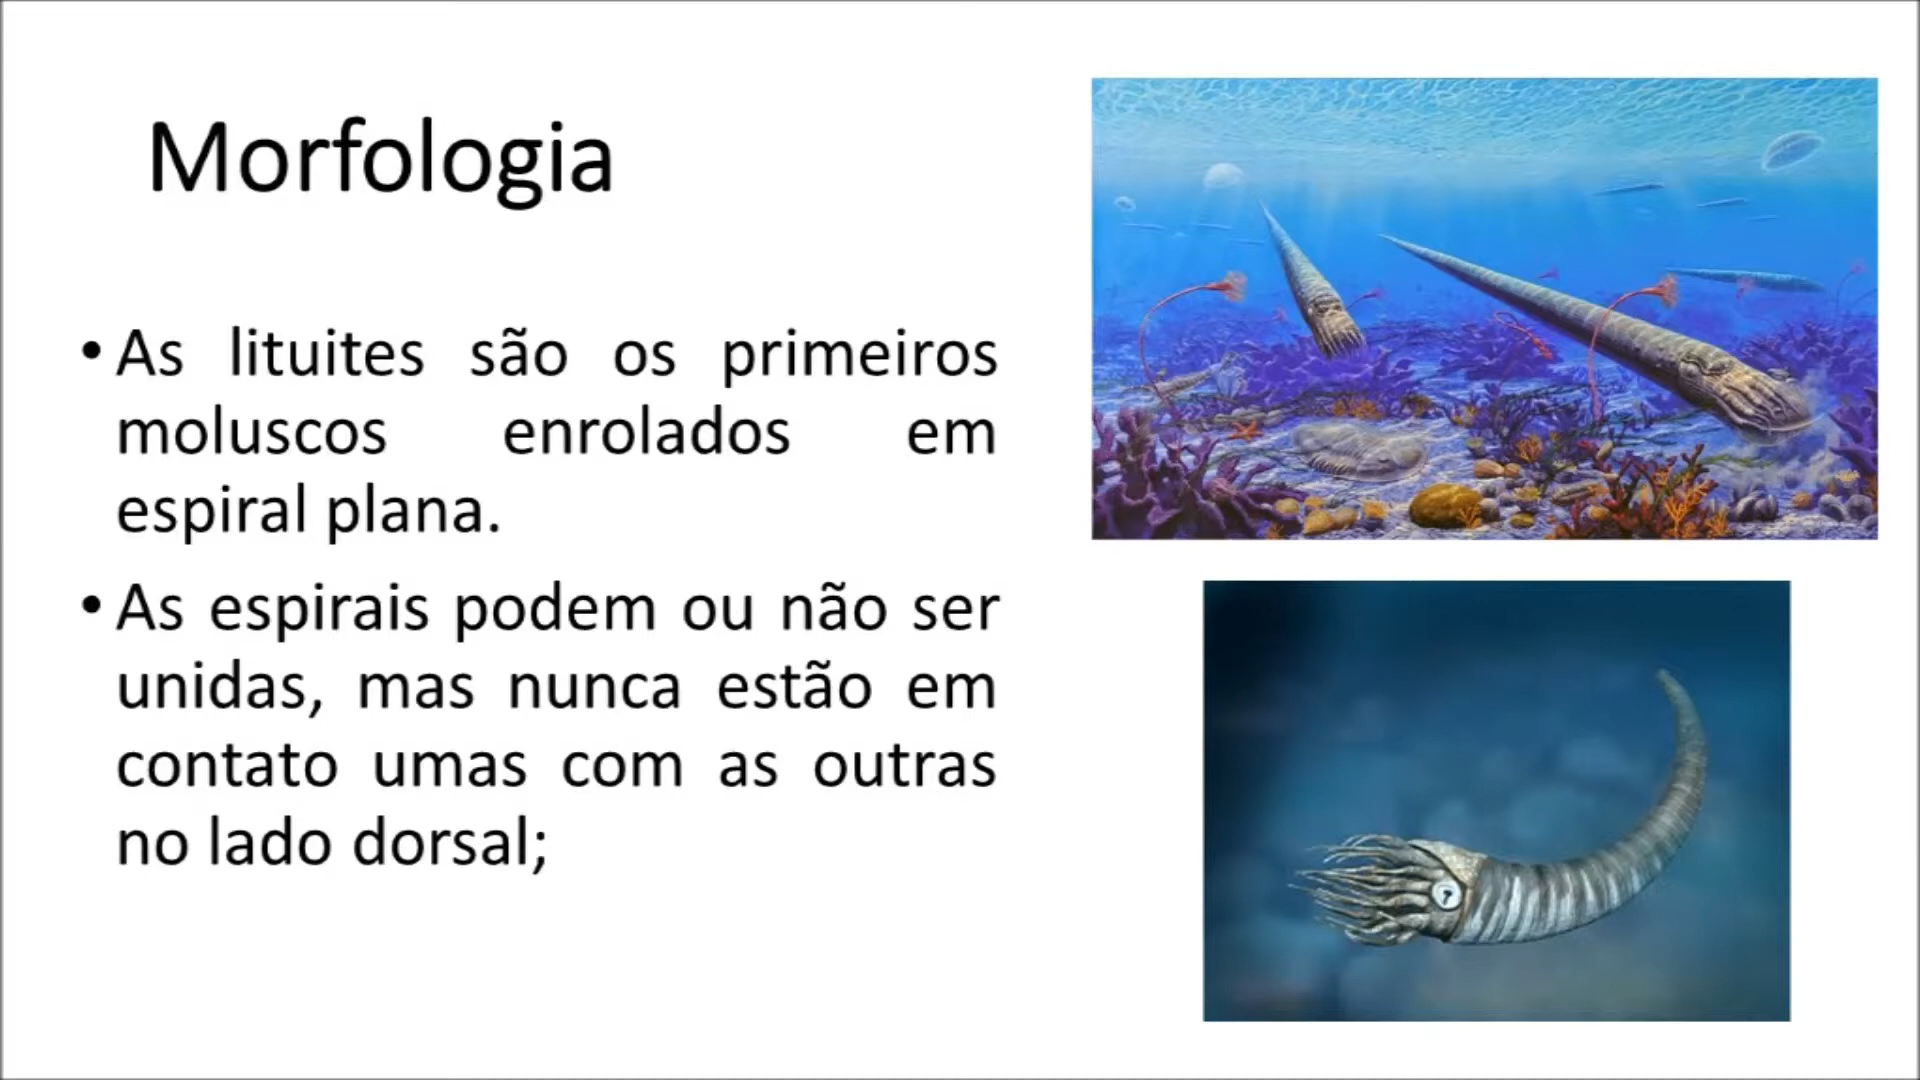 Morfologia
• As lituites são os primeiros
moluscos enrolados em
espiral plana.
• As espirais podem ou não ser
unidas, mas nunca estão em
contato umas com as outras
no lado dorsal;